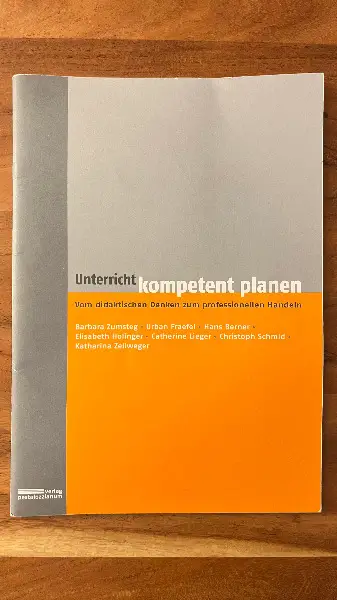 Unterricht kompetent planen
Vom didaktischen Denken zum professionellen Handeln
Barbara Zumsteg · Urban Fraefel · Hans Berner ·
Elisabeth Holinger · Catherine Lieger · Christoph Schmid ·
Katharina Zellweger
verlag
pestalozzianum